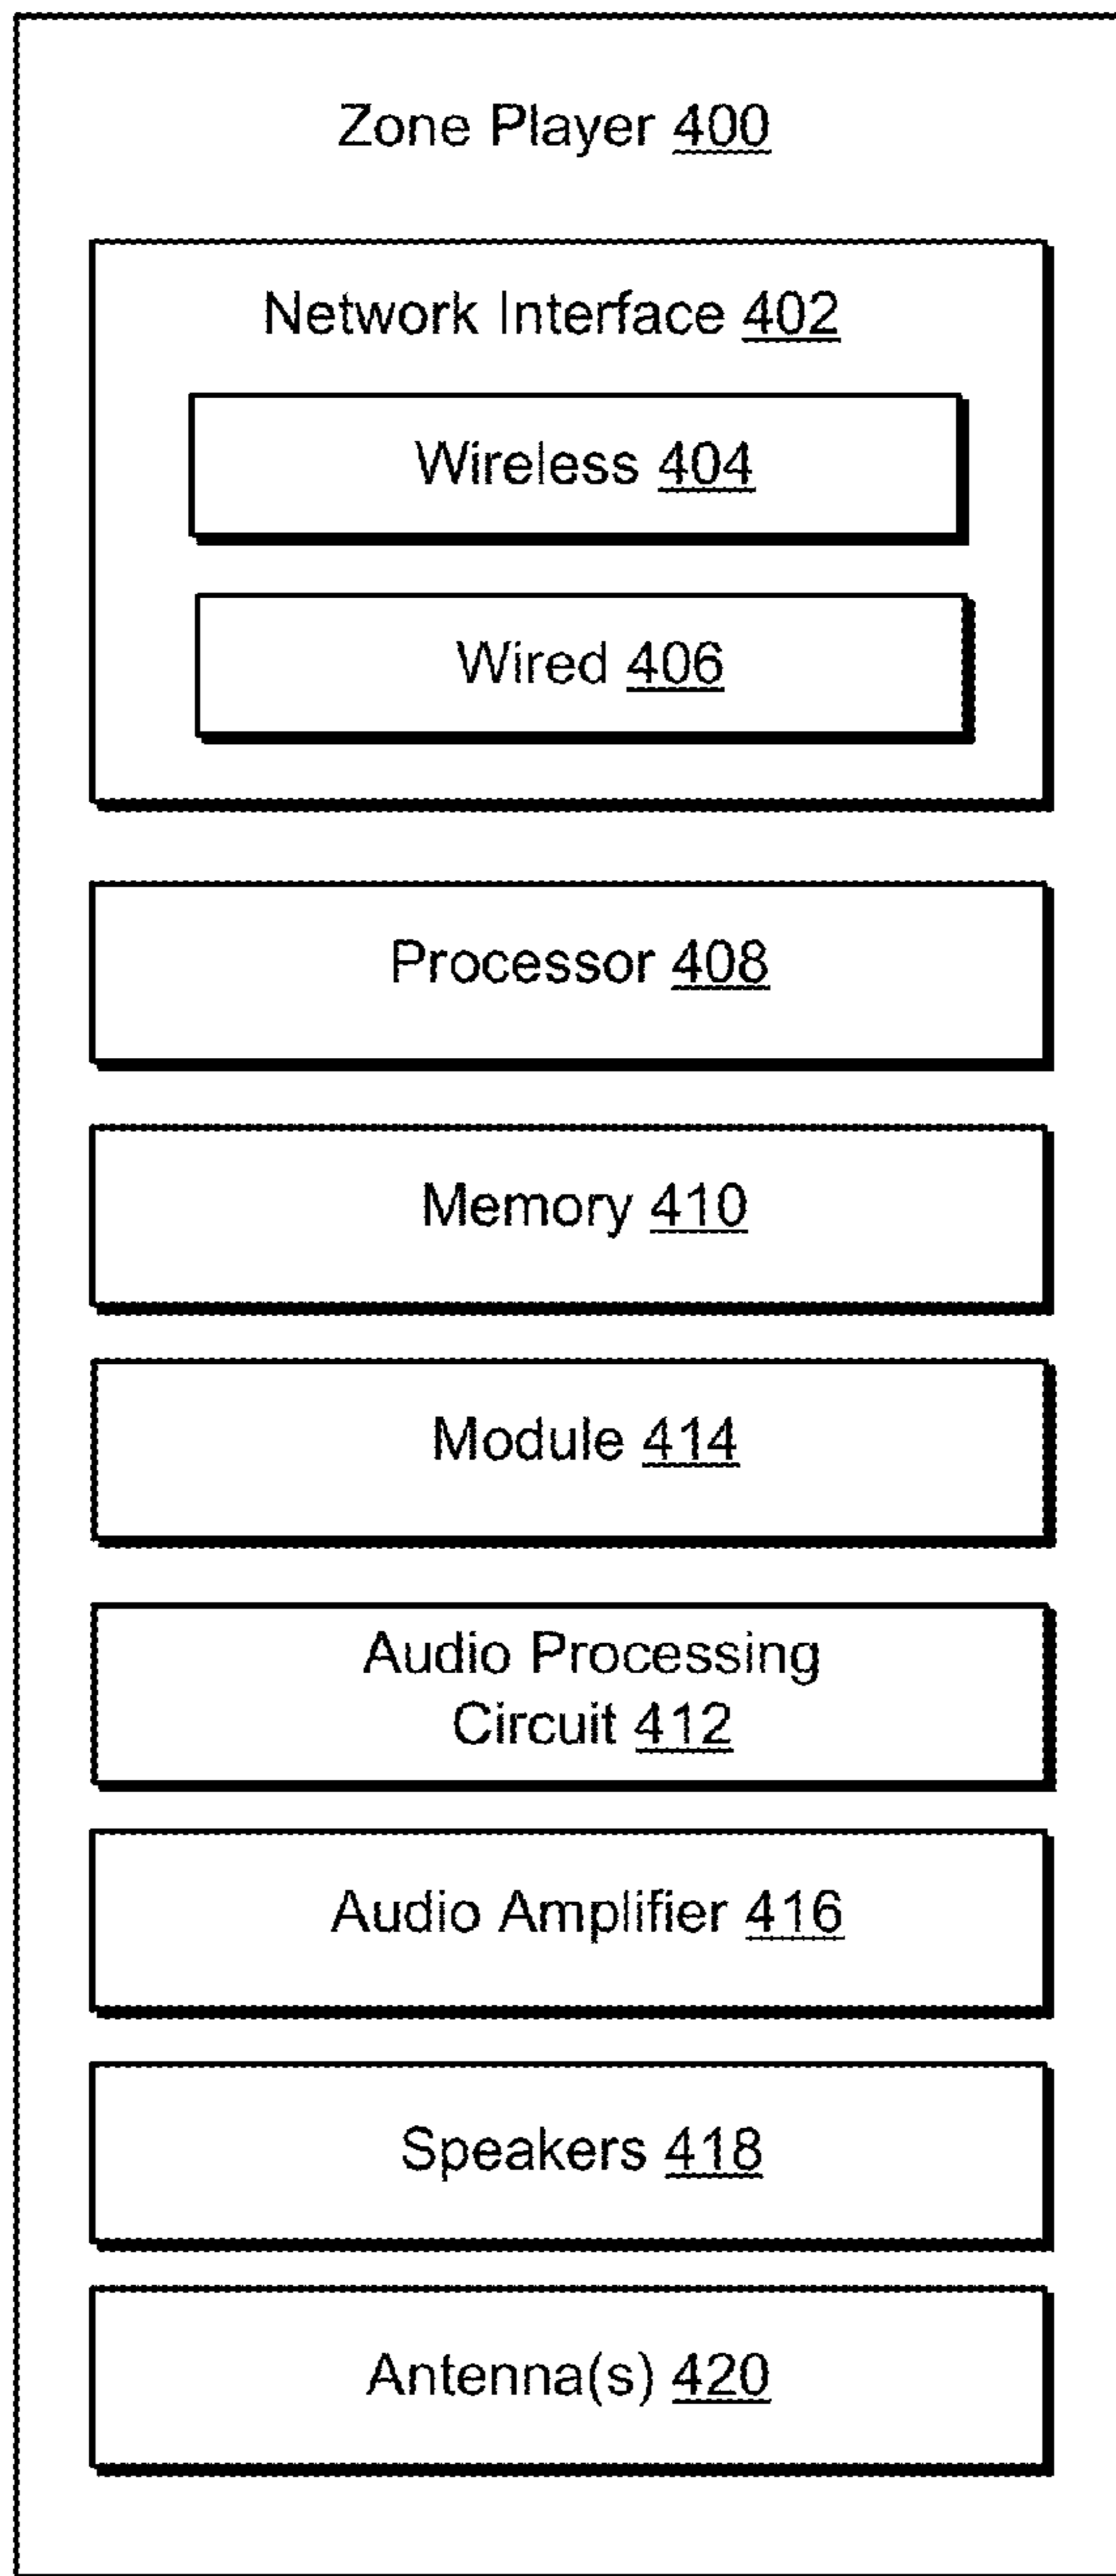 Zone Player 400
Network Interface 402
Wireless 404
Wired 406
Processor 408
Memory 410
Module 414
Audio Processing
Circuit 412
Audio Amplifier 416
Speakers 418
Antenna(s) 420